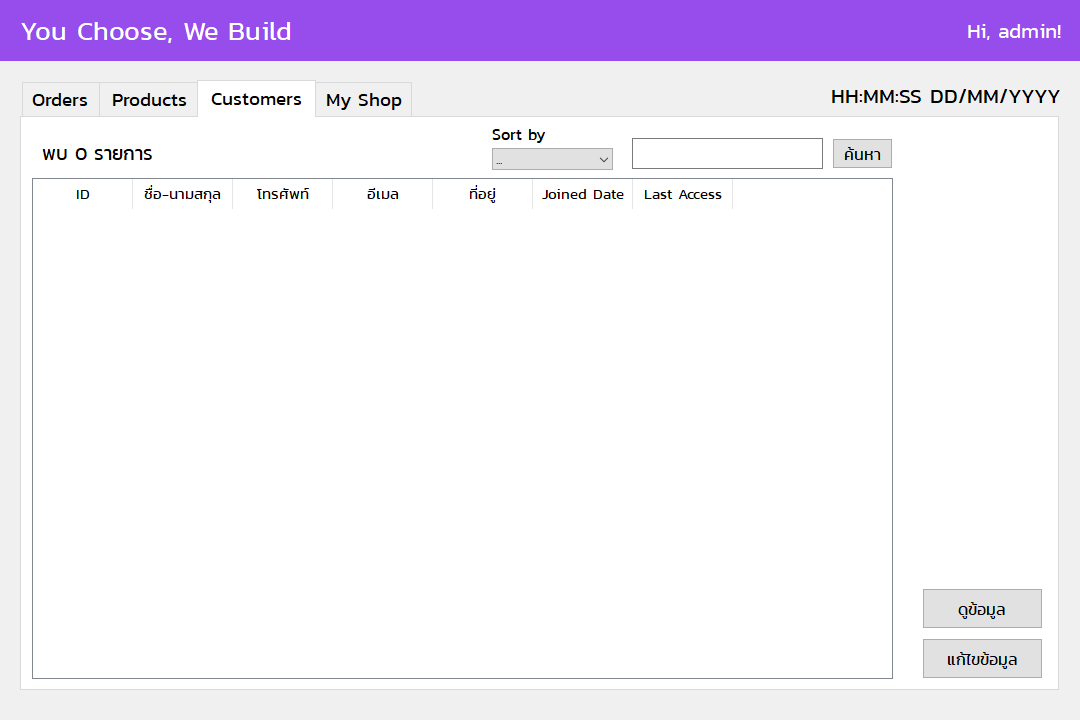 You Choose, We Build
Hi, admin!
Orders
Products
Customers
My Shop
HH:MM:SS DD/MM/YYYY
พบ 0 รายการ
Sort by
...
ค้นหา
ID
ชื่อ-นามสกุล
โทรศัพท์
อีเมล
ที่อยู่
Joined Date
Last Access
ดูข้อมูล
แก้ไขข้อมูล